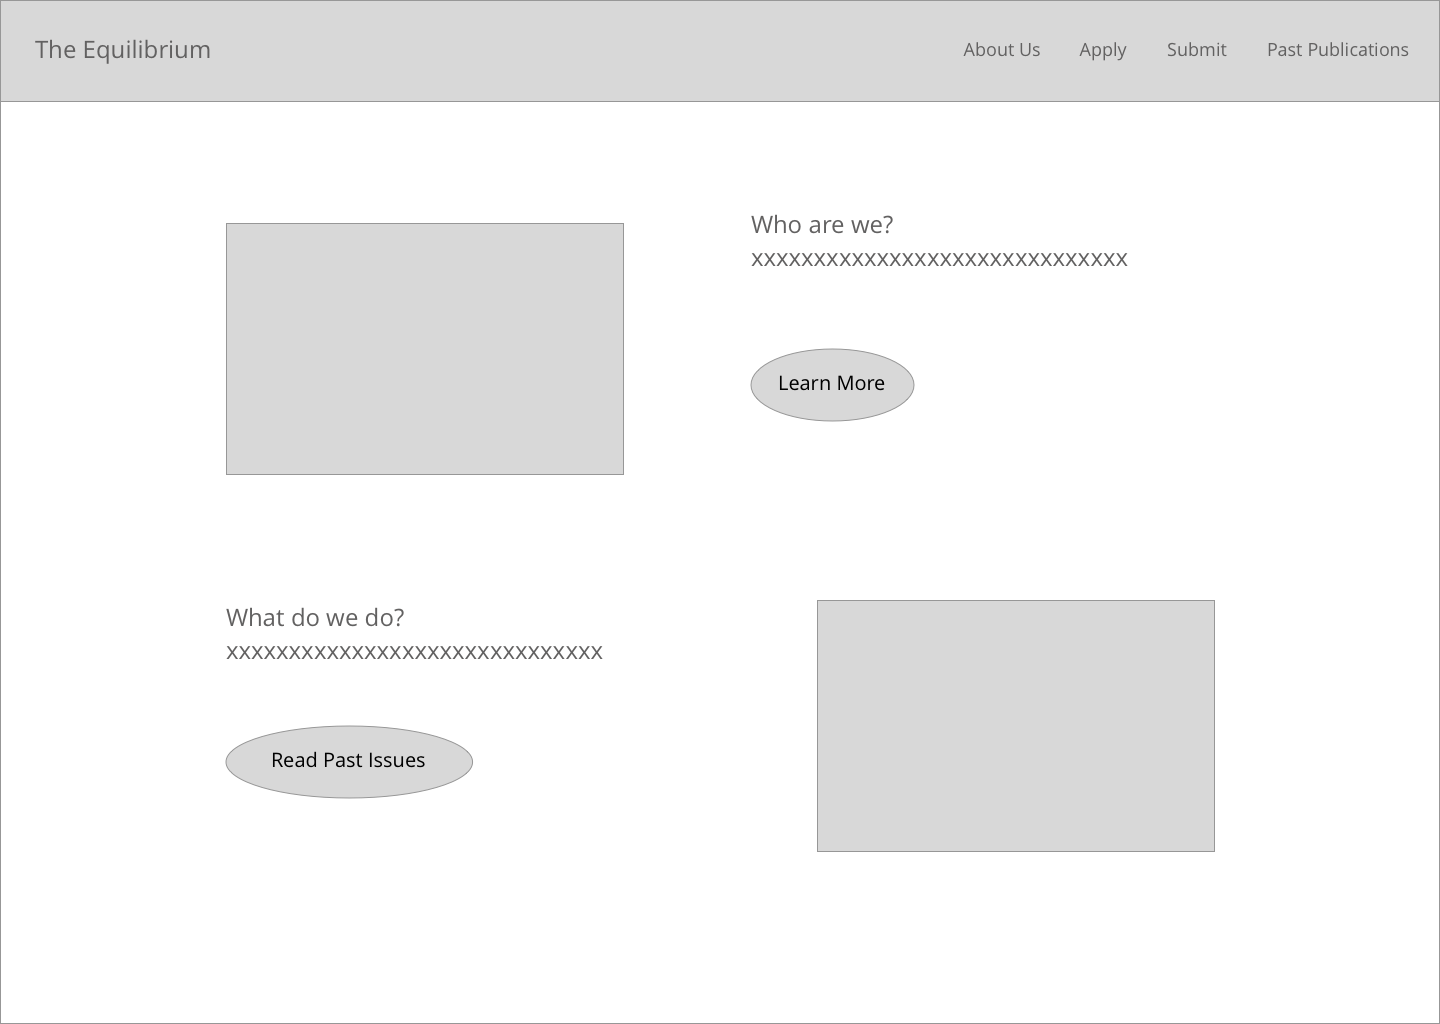 The Equilibrium
About Us Apply Submit Past Publications
Who are we?
xxxxxxxxxxxxxxxxxxxxxxxxxxxxxx
Learn More
What do we do?
xxxxxxxxxxxxxxxxxxxxxxxxxxxxxx
Read Past Issues